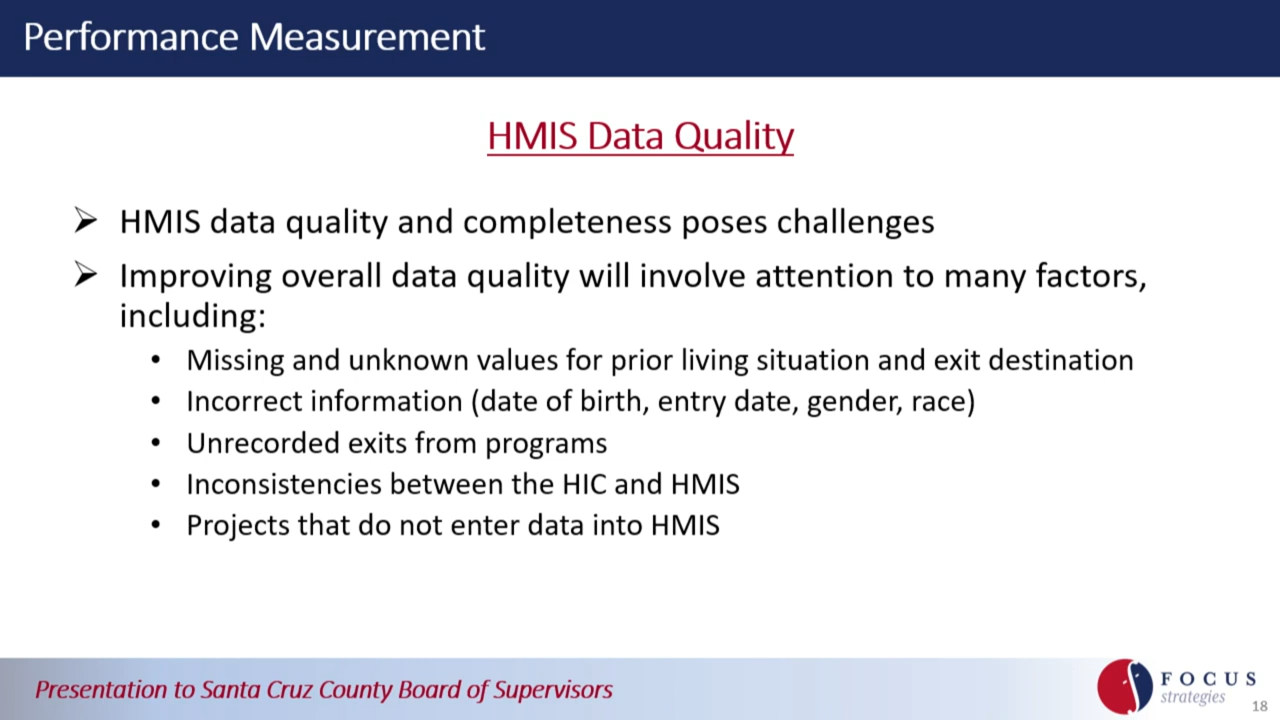 Performance Measurement
HMIS Data Quality
➢ HMIS data quality and completeness poses challenges
➢ Improving overall data quality will involve attention to many factors,
including:
• Missing and unknown values for prior living situation and exit destination
• Incorrect information (date of birth, entry date, gender, race)
• Unrecorded exits from programs
• Inconsistencies between the HIC and HMIS
• Projects that do not enter data into HMIS
Presentation to Santa Cruz County Board of Supervisors
FOCUS
strategies
18